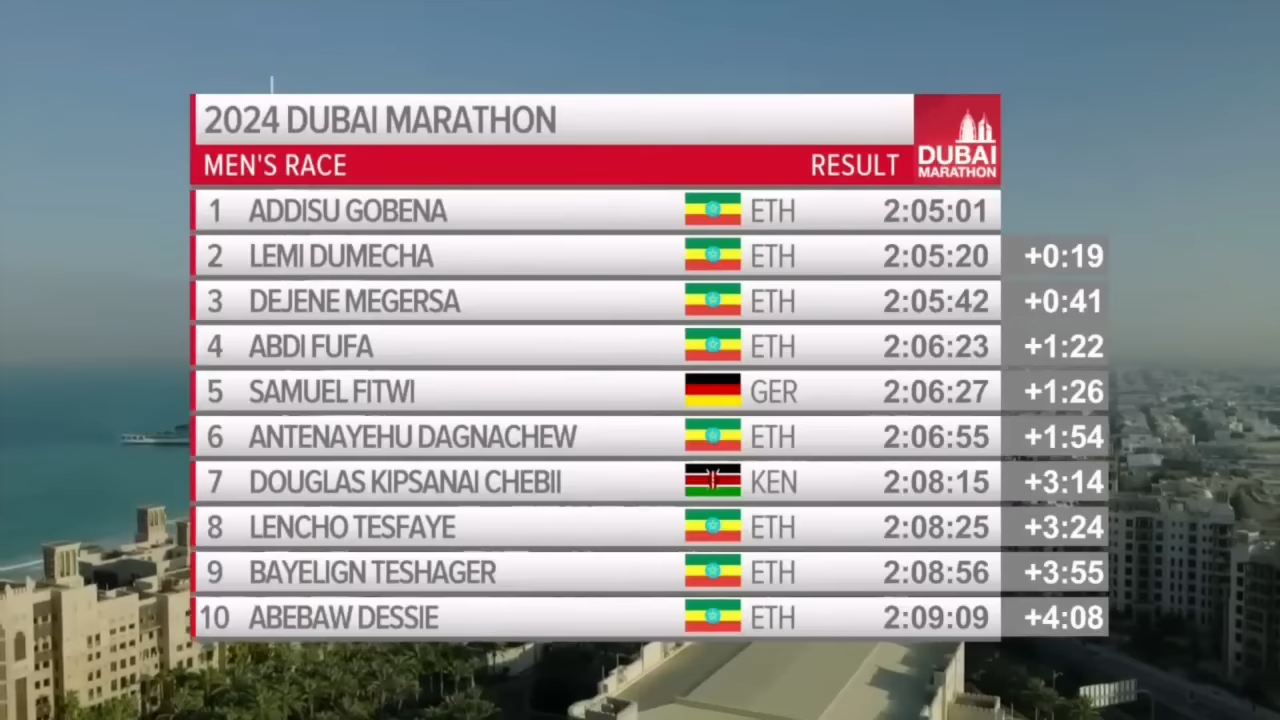 2024 DUBAI MARATHON
MEN'S RACE RESULT
DUBAI
MARATHON
1 ADDISU GOBENA ETH 2:05:01
2 LEMI DUMECHA ETH 2:05:20 +0:19
3 DEJENE MEGERSA ETH 2:05:42 +0:41
4 ABDI FUFA ETH 2:06:23 +1:22
5 SAMUEL FITWI GER 2:06:27 +1:26
6 ANTENAYEHU DAGNACHEW ETH 2:06:55 +1:54
7 DOUGLAS KIPSANAI CHEBII KEN 2:08:15 +3:14
8 LENCHO TESFAYE ETH 2:08:25 +3:24
9 BAYELIGN TESHAGER ETH 2:08:56 +3:55
10 ABEBAW DESSIE ETH 2:09:09 +4:08